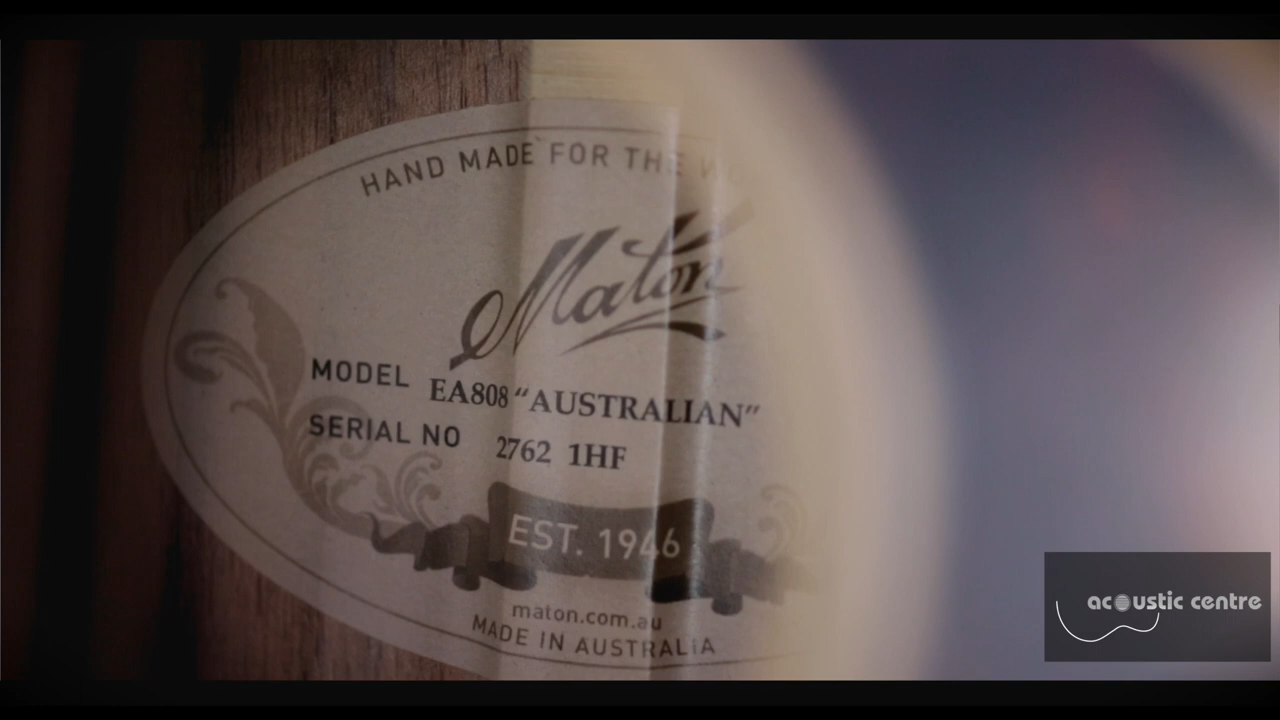 HAND MADE FOR THE
Maton
MODEL EA808 “AUSTRALIAN”
SERIAL NO 2762 1HF
EST. 1946
maton.com.au
MADE IN AUSTRALIA
acoustic centre